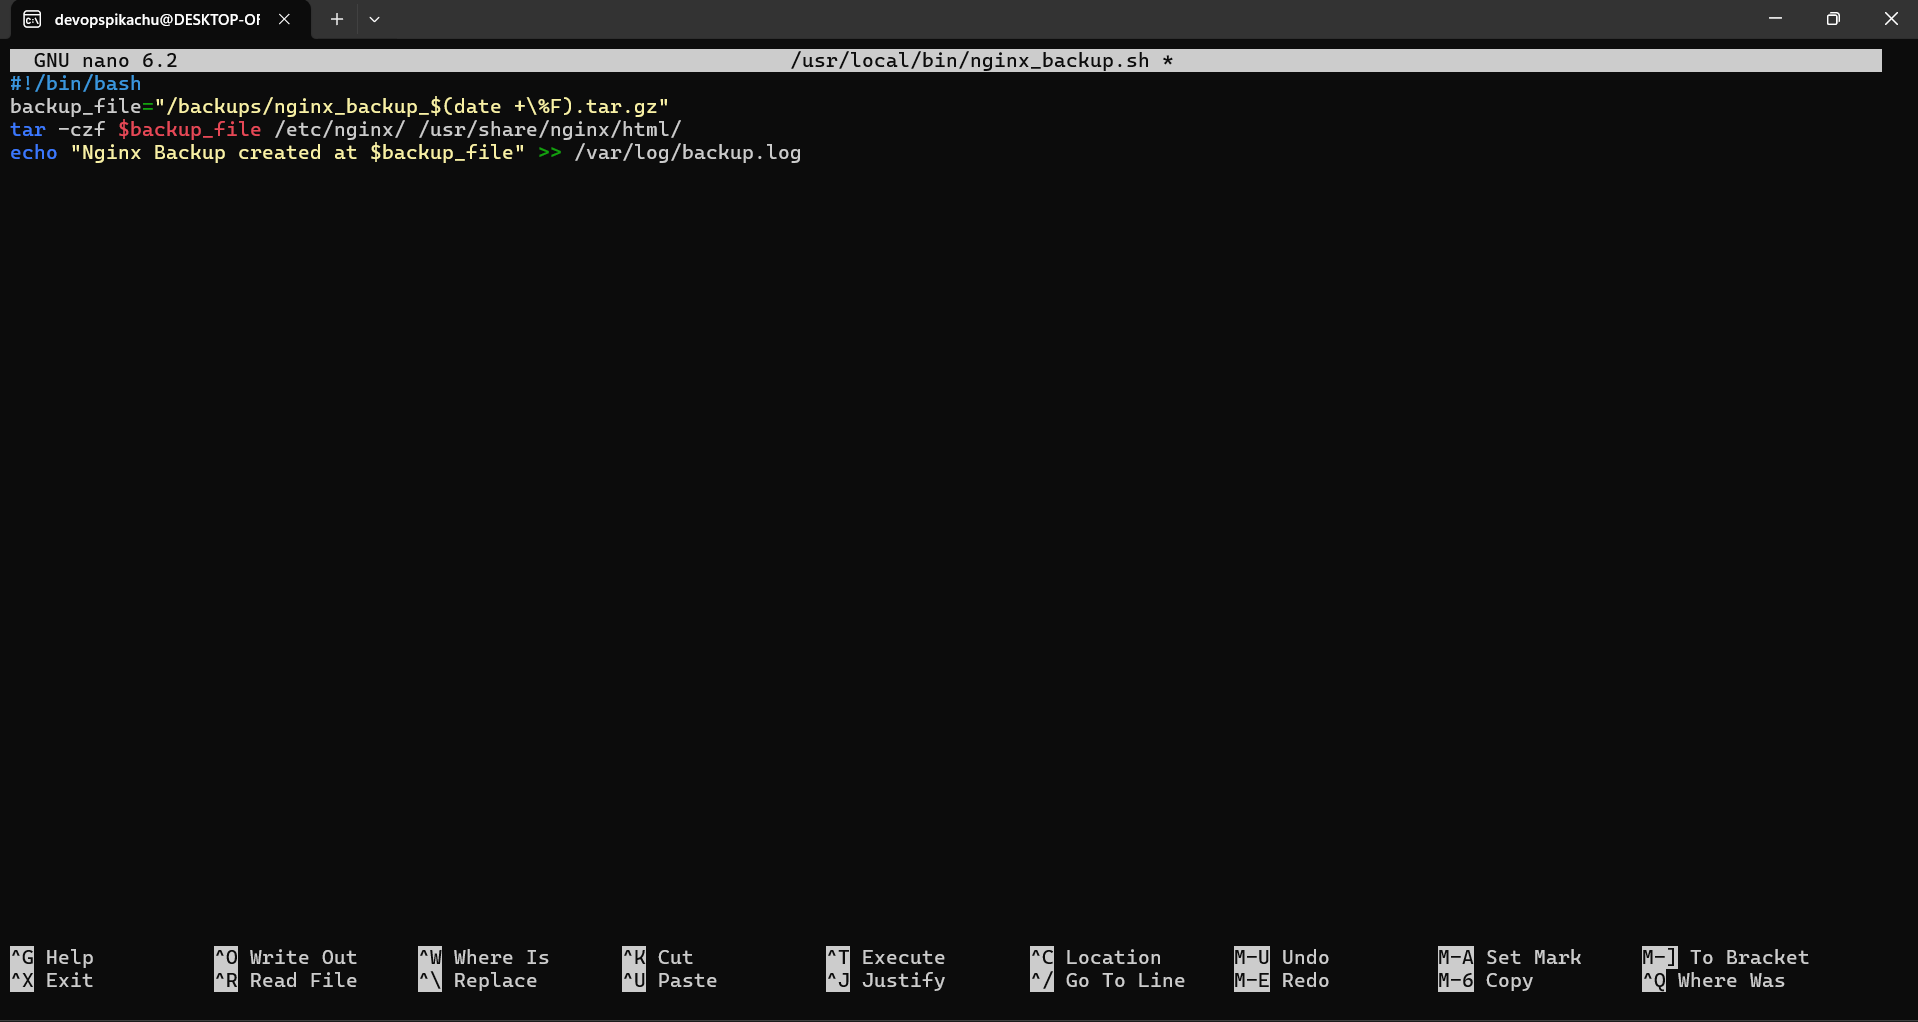 devopspikachu@DESKTOP-OF
GNU nano 6.2 /usr/local/bin/nginx_backup.sh *
#!/bin/bash
backup_file="/backups/nginx_backup_$(date +\%F).tar.gz"
tar -czf $backup_file /etc/nginx/ /usr/share/nginx/html/
echo "Nginx Backup created at $backup_file" >> /var/log/backup.log
^G Help ^O Write Out ^W Where Is ^K Cut ^T Execute ^C Location M-U Undo M-A Set Mark M-] To Bracket
^X Exit ^R Read File ^\ Replace ^U Paste ^J Justify ^/ Go To Line M-E Redo M-6 Copy ^Q Where Was